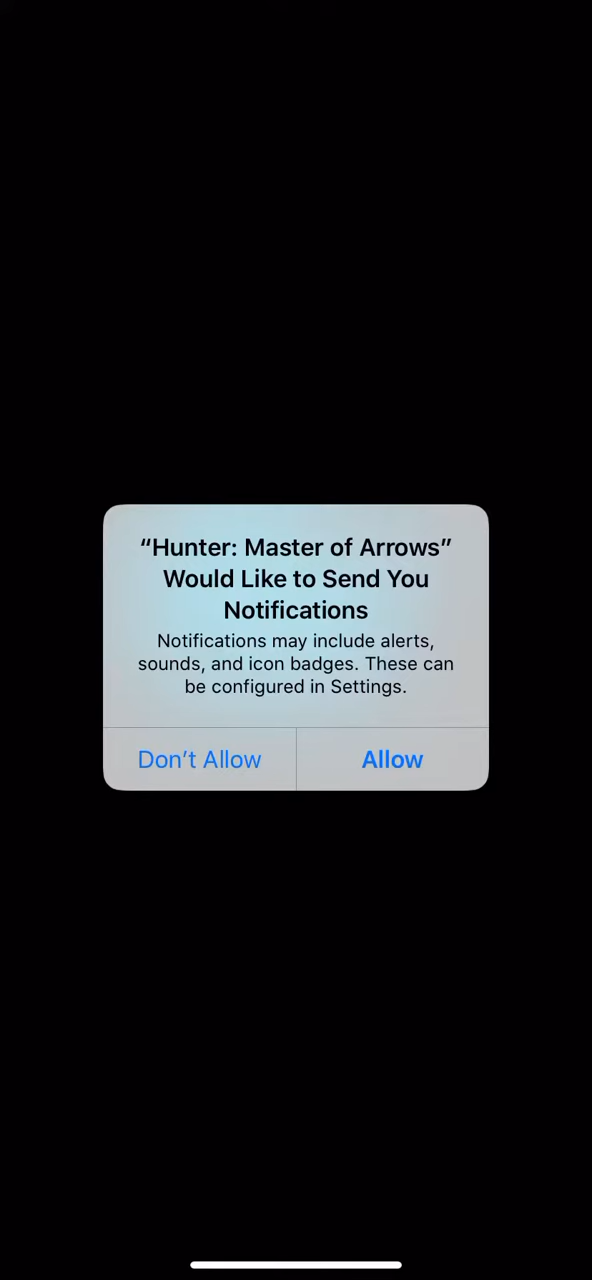 “Hunter: Master of Arrows”
Would Like to Send You
Notifications
Notifications may include alerts,
sounds, and icon badges. These can
be configured in Settings.
Don’t Allow
Allow